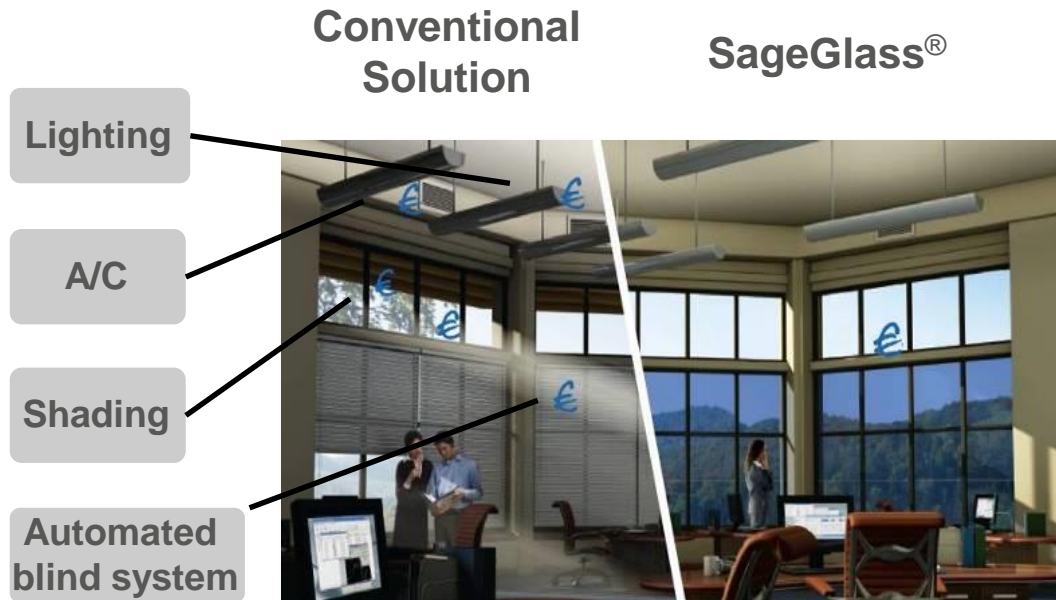 Conventional
Solution
SageGlass®
Lighting
A/C
Shading
Automated
blind system
€
€
€
€
€
€